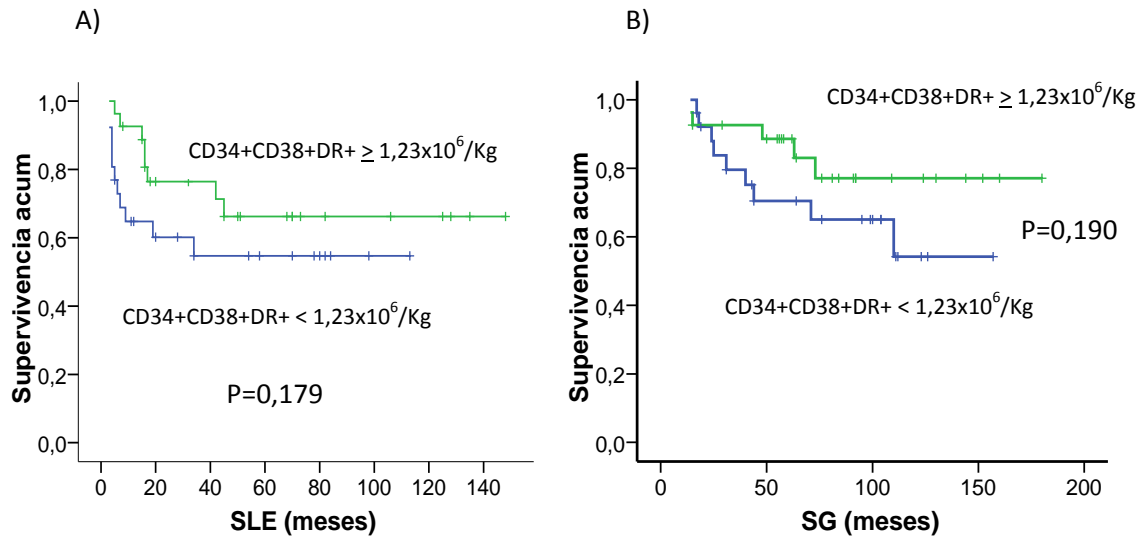 A)
Supervivencia acum
1,0
0,8
0,6
0,4
0,2
0,0
CD34+CD38+DR+ ≥ 1,23x10⁶/Kg
CD34+CD38+DR+ < 1,23x10⁶/Kg
P=0,179
0 20 40 60 80 100 120 140
SLE (meses)
B)
Supervivencia acum
1,0
0,8
0,6
0,4
0,2
0,0
CD34+CD38+DR+ ≥ 1,23x10⁶/Kg
P=0,190
CD34+CD38+DR+ < 1,23x10⁶/Kg
0 50 100 150 200
SG (meses)